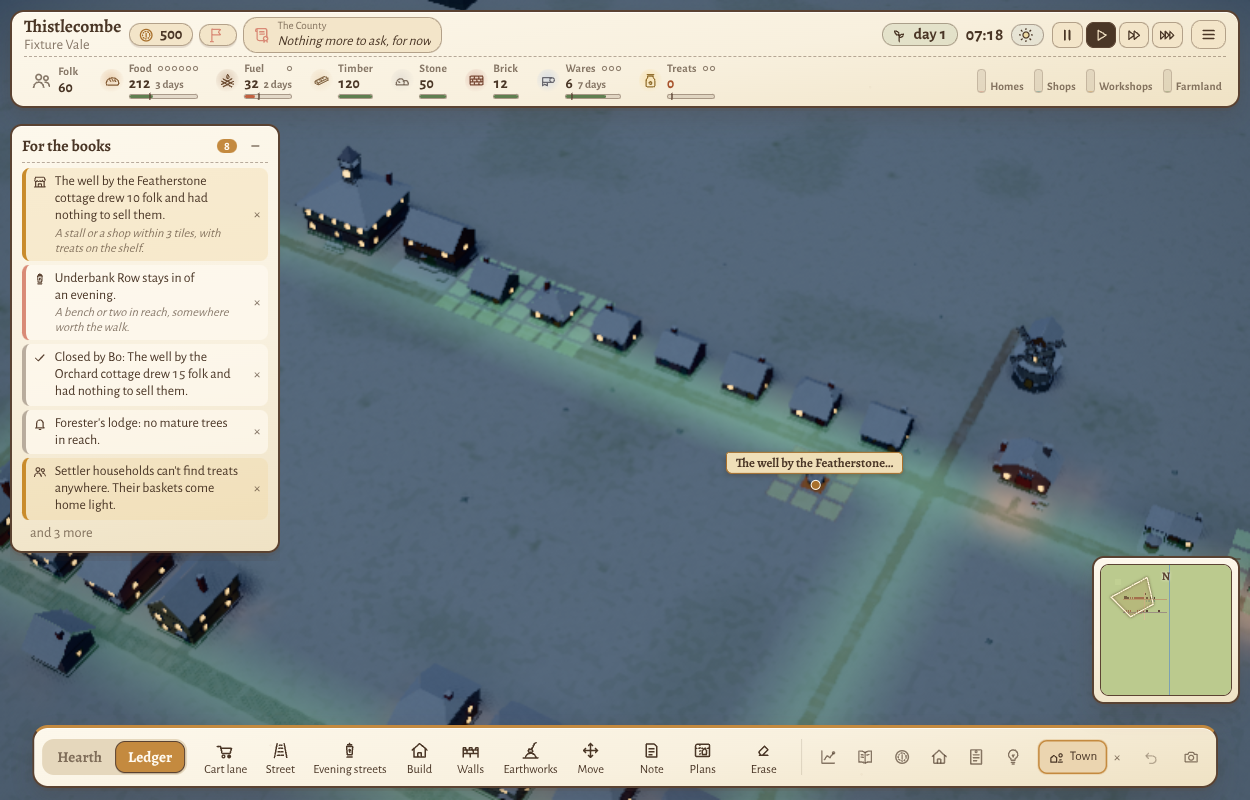 Thistlecombe
Fixture Vale
500
The County
Nothing more to ask, for now
day 1
07:18
Folk
60
Food
212 3 days
Fuel
32 2 days
Timber
120
Stone
50
Brick
12
Wares
6 7 days
Treats
0
Homes
Shops
Workshops
Farmland
For the books
8
The well by the Featherstone
cottage drew 10 folk and had
nothing to sell them.
A stall or a shop within 3 tiles, with
treats on the shelf.
Underbank Row stays in of
an evening.
A bench or two in reach, somewhere
worth the walk.
Closed by Bo: The well by the
Orchard cottage drew 15 folk and
had nothing to sell them.
Forester's lodge: no mature trees
in reach.
Settler households can't find treats
anywhere. Their baskets come
home light.
and 3 more
The well by the Featherstone...
N
Hearth
Ledger
Cart lane
Street
Evening streets
Build
Walls
Earthworks
Move
Note
Plans
Erase
Town